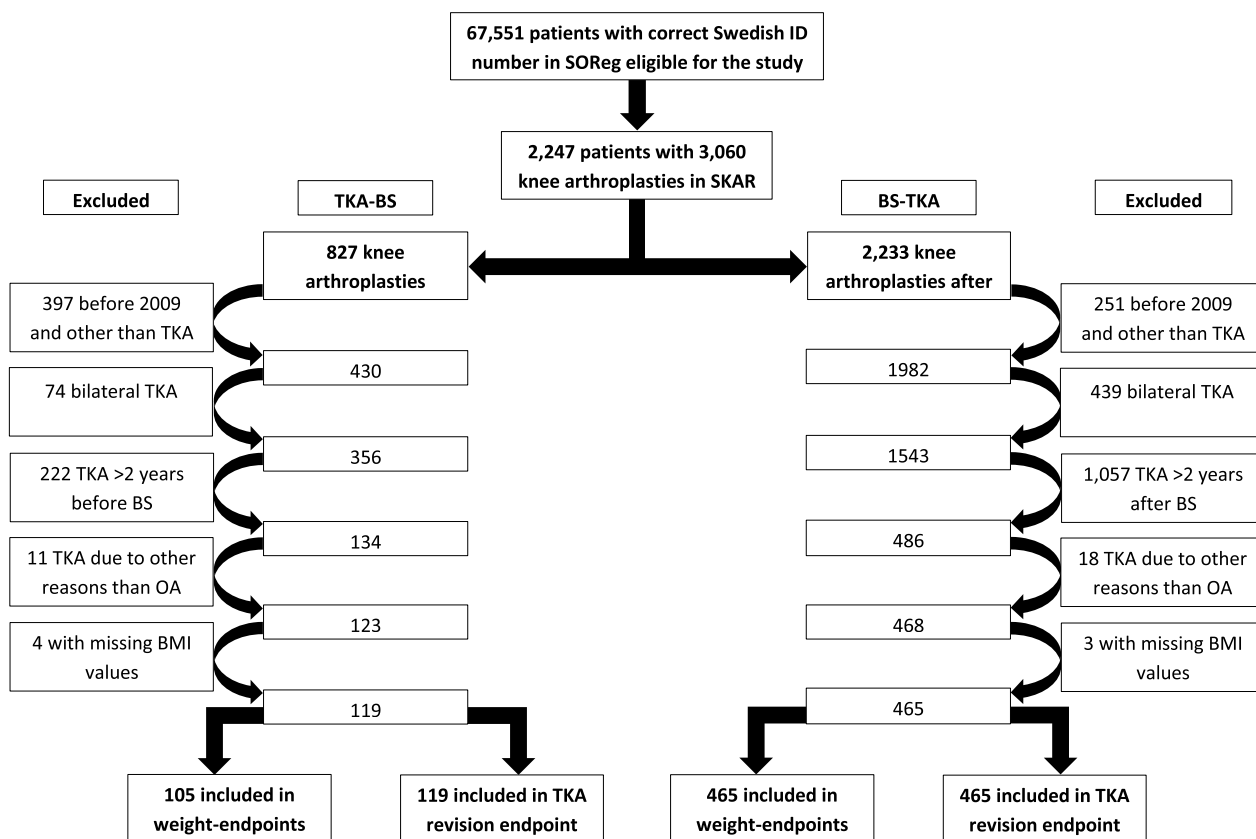 67,551 patients with correct Swedish ID
number in SOReg eligible for the study
2,247 patients with 3,060
knee arthroplasties in SKAR
Excluded
TKA-BS
BS-TKA
Excluded
827 knee
arthroplasties
2,233 knee
arthroplasties after
397 before 2009
and other than TKA
251 before 2009
and other than TKA
430
1982
74 bilateral TKA
439 bilateral TKA
356
1543
222 TKA >2 years
before BS
1,057 TKA >2 years
after BS
134
486
11 TKA due to other
reasons than OA
18 TKA due to other
reasons than OA
123
468
4 with missing BMI
values
3 with missing BMI
values
119
465
105 included in
weight-endpoints
119 included in TKA
revision endpoint
465 included in
weight-endpoints
465 included in TKA
revision endpoint